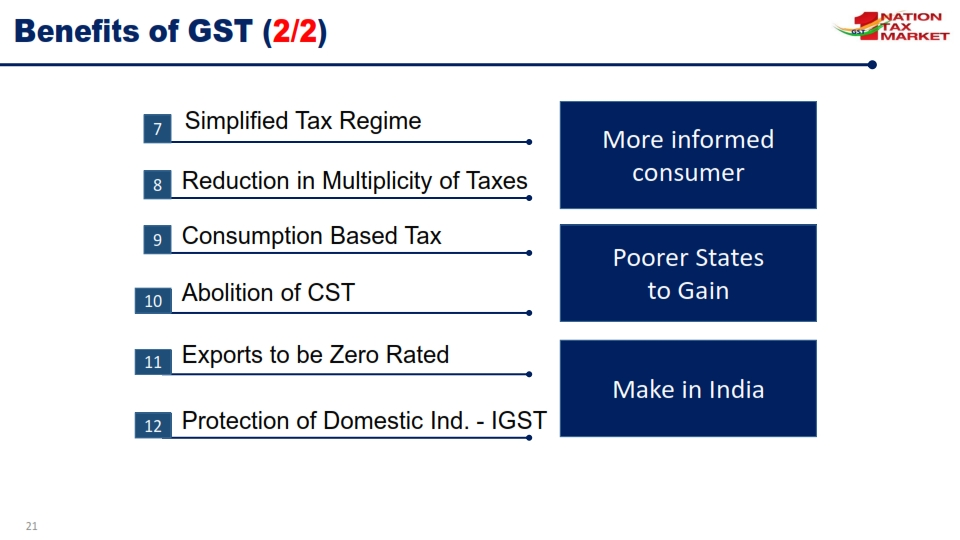 Benefits of GST (2/2)
GST
1 NATION
TAX
MARKET
7 Simplified Tax Regime
8 Reduction in Multiplicity of Taxes
More informed
consumer
9 Consumption Based Tax
10 Abolition of CST
Poorer States
to Gain
11 Exports to be Zero Rated
12 Protection of Domestic Ind. - IGST
Make in India
21